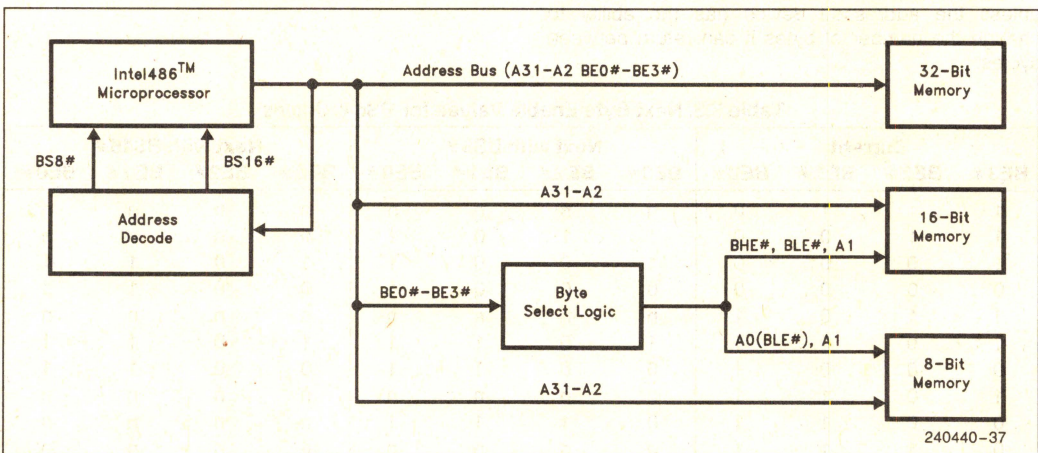 Intel486™
Microprocessor
Address Bus (A31-A2 BE0#-BE3#)
32-Bit
Memory
BS8#
BS16#
Address
Decode
A31-A2
16-Bit
Memory
BHE#, BLE#, A1
BE0#-BE3#
Byte
Select Logic
A0(BLE#), A1
8-Bit
Memory
A31-A2
240440-37